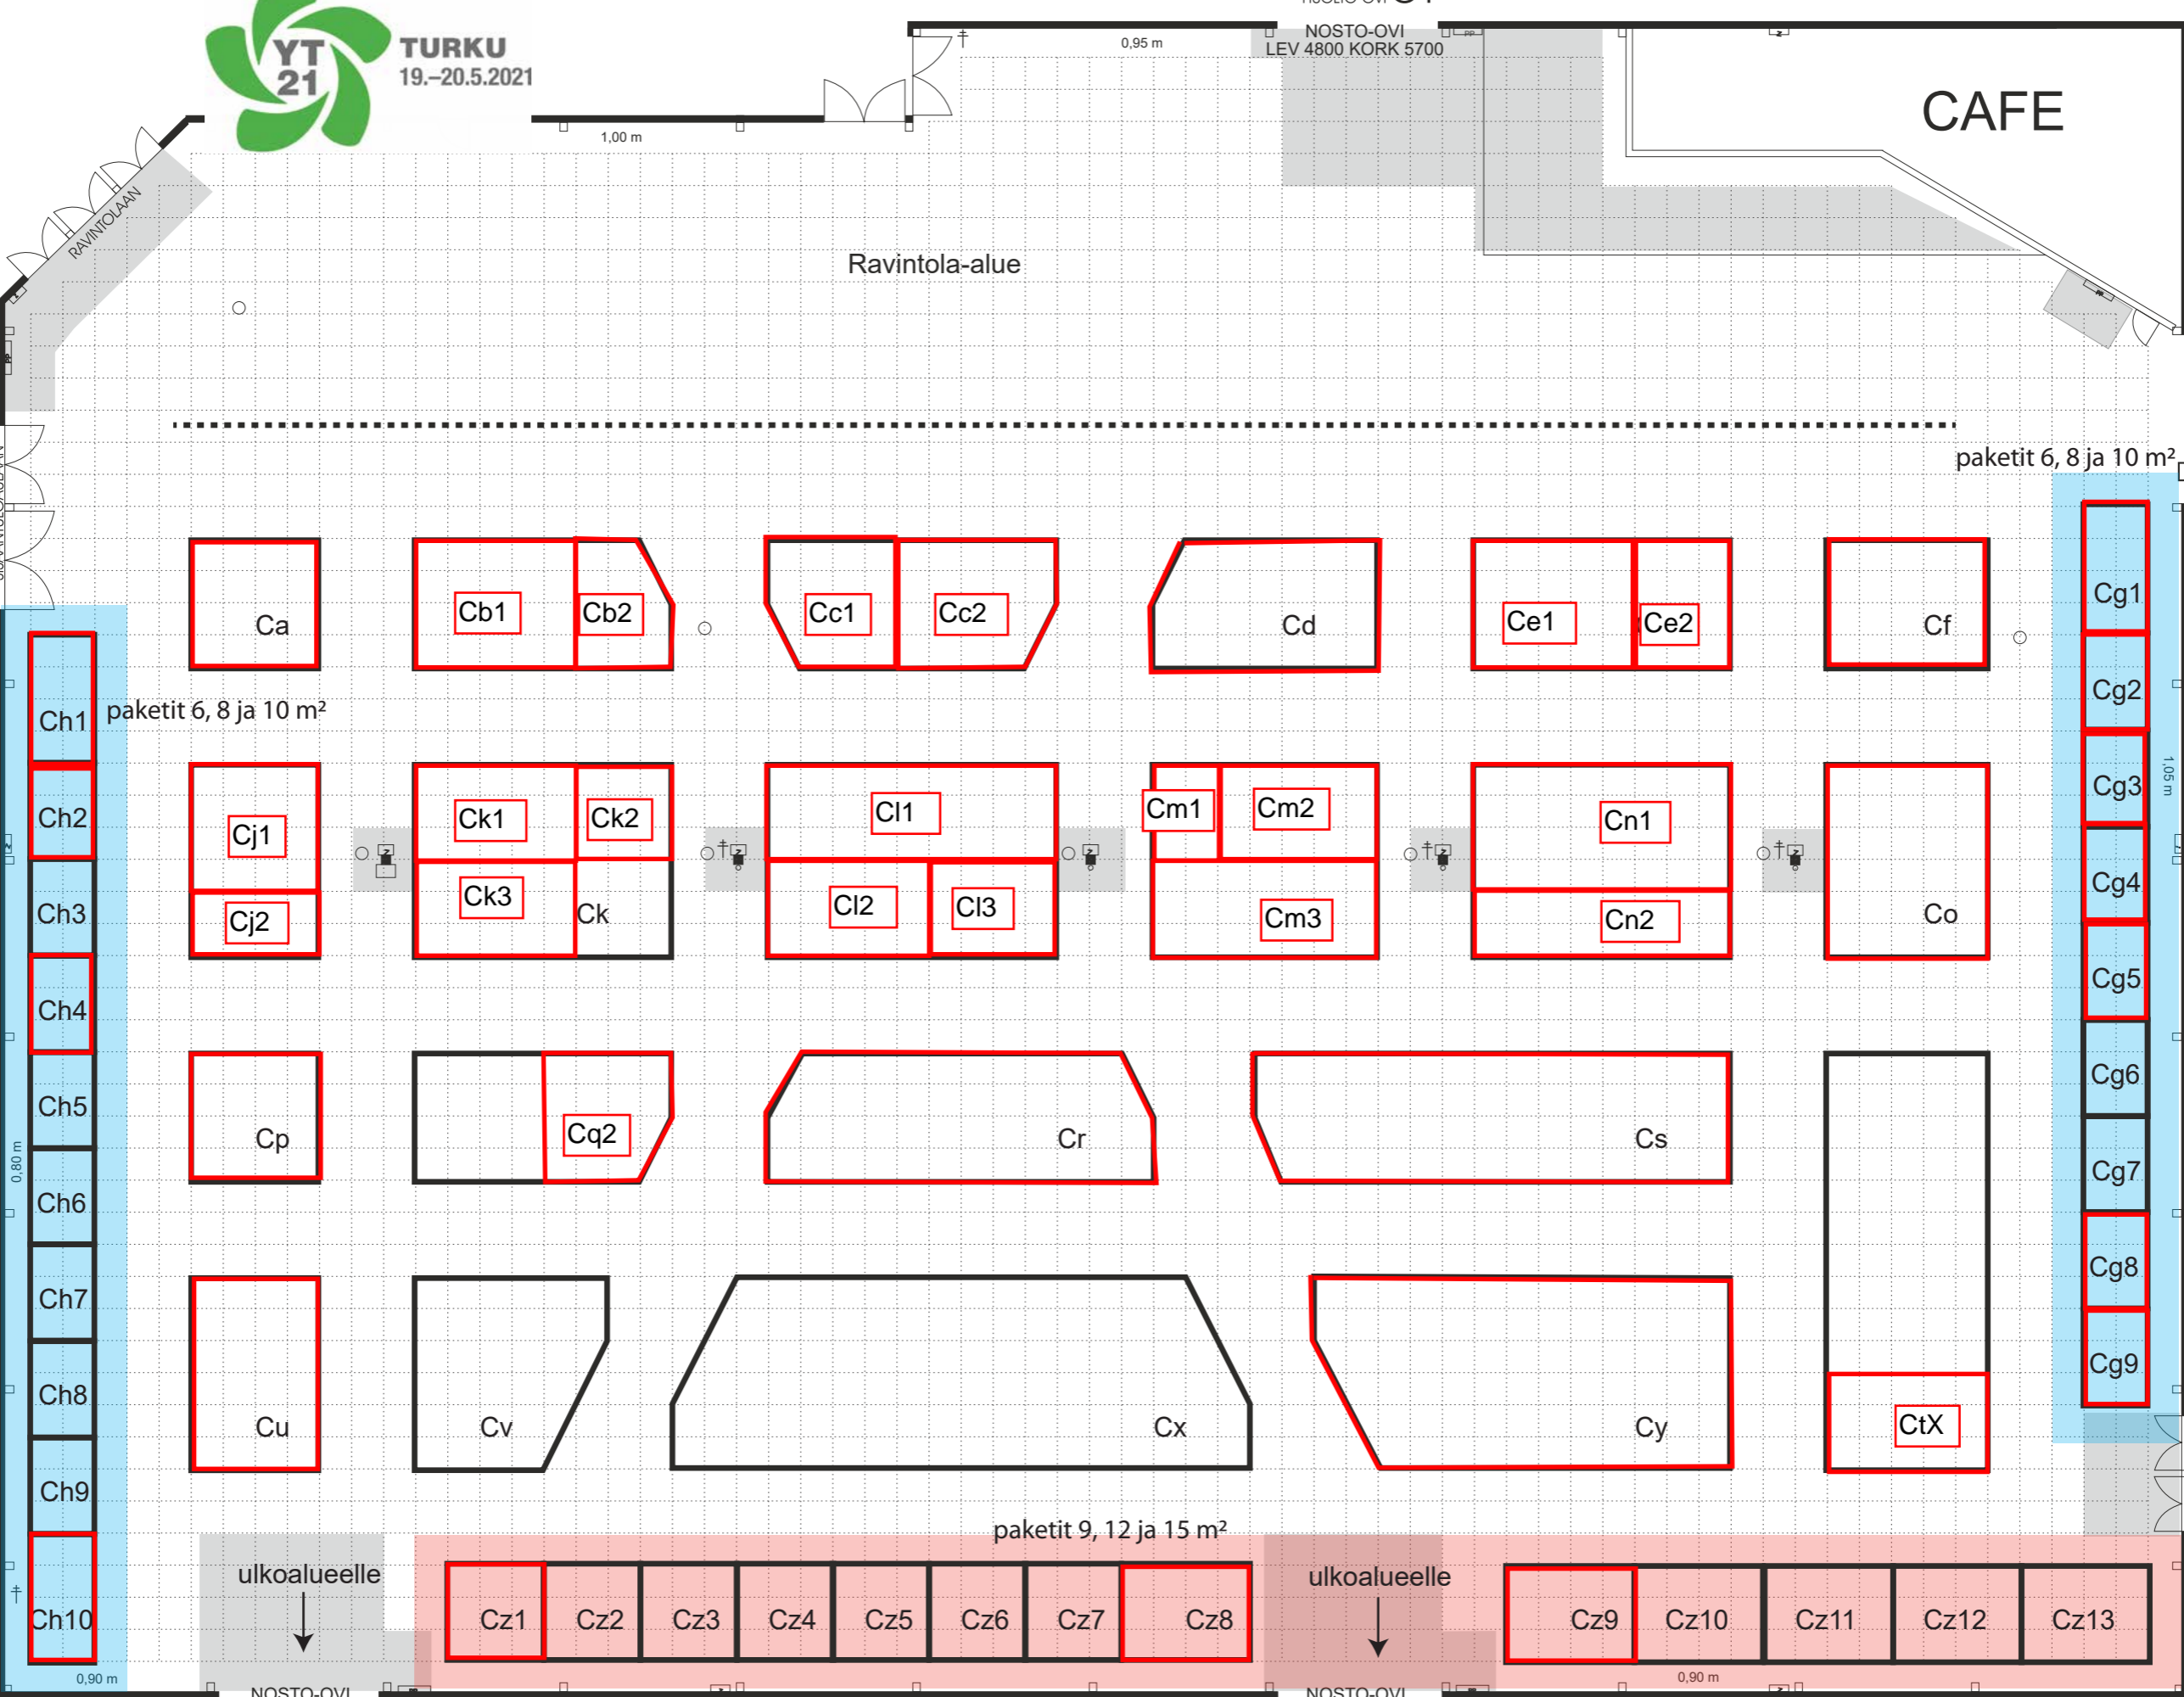 YT
21
TURKU
19.–20.5.2021
NOSTO-OVI
LEV 4800 KORK 5700
0,95 m
1,00 m
CAFE
RAVINTOLAAN
Ravintola-alue
paketit 6, 8 ja 10 m²
Ca
Cb1
Cb2
Cc1
Cc2
Cd
Ce1
Ce2
Cf
Cg1
Cg2
Cg3
Cg4
Cg5
Cg6
Cg7
Cg8
Cg9
1,05 m
paketit 6, 8 ja 10 m²
Ch1
Ch2
Ch3
Ch4
Ch5
Ch6
Ch7
Ch8
Ch9
Ch10
0,80 m
Cj1
Cj2
Ck1
Ck2
Ck3
Ck
Cl1
Cl2
Cl3
Cm1
Cm2
Cm3
Cn1
Cn2
Co
Cp
Cq2
Cr
Cs
Cu
Cv
Cx
Cy
CtX
paketit 9, 12 ja 15 m²
ulkoalueelle
ulkoalueelle
Cz1
Cz2
Cz3
Cz4
Cz5
Cz6
Cz7
Cz8
Cz9
Cz10
Cz11
Cz12
Cz13
0,90 m
0,90 m
NOSTO-OVI
NOSTO-OVI